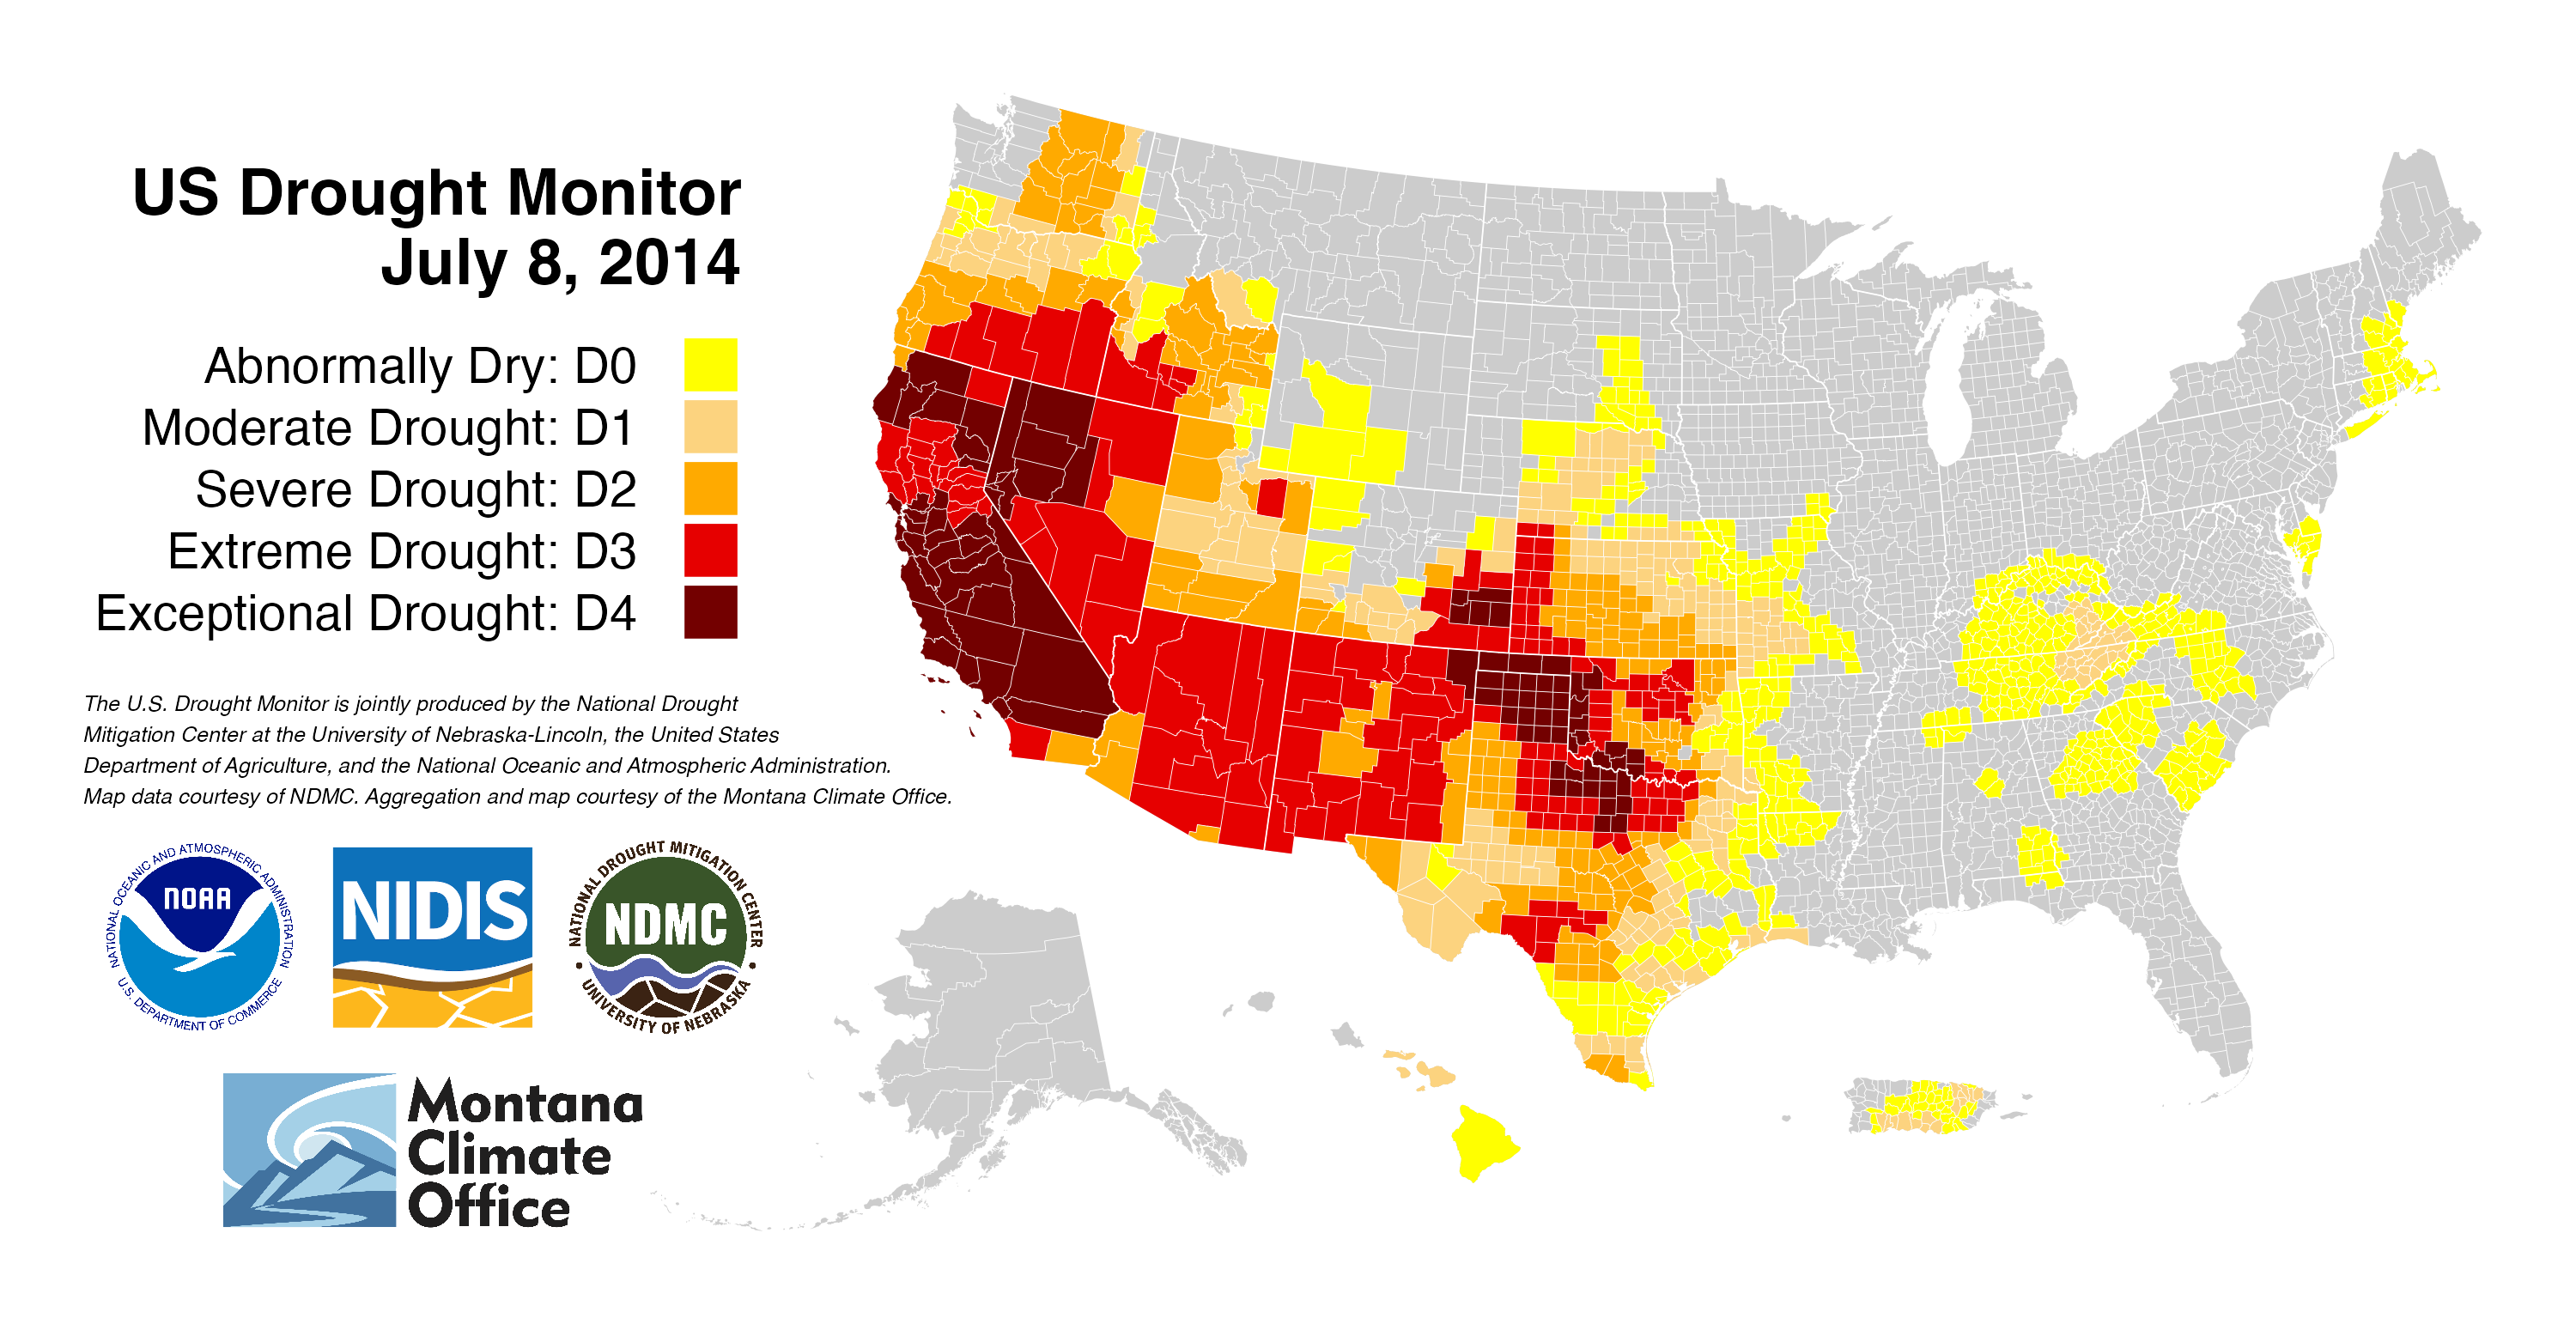 US Drought Monitor
July 8, 2014
Abnormally Dry: D0
Moderate Drought: D1
Severe Drought: D2
Extreme Drought: D3
Exceptional Drought: D4
The U.S. Drought Monitor is jointly produced by the National Drought
Mitigation Center at the University of Nebraska-Lincoln, the United States
Department of Agriculture, and the National Oceanic and Atmospheric Administration.
Map data courtesy of NDMC. Aggregation and map courtesy of the Montana Climate Office.
NATIONAL OCEANIC AND ATMOSPHERIC ADMINISTRATION
NOAA
U.S. DEPARTMENT OF COMMERCE
NIDIS
NATIONAL DROUGHT MITIGATION CENTER
NDMC
UNIVERSITY OF NEBRASKA
Montana
Climate
Office